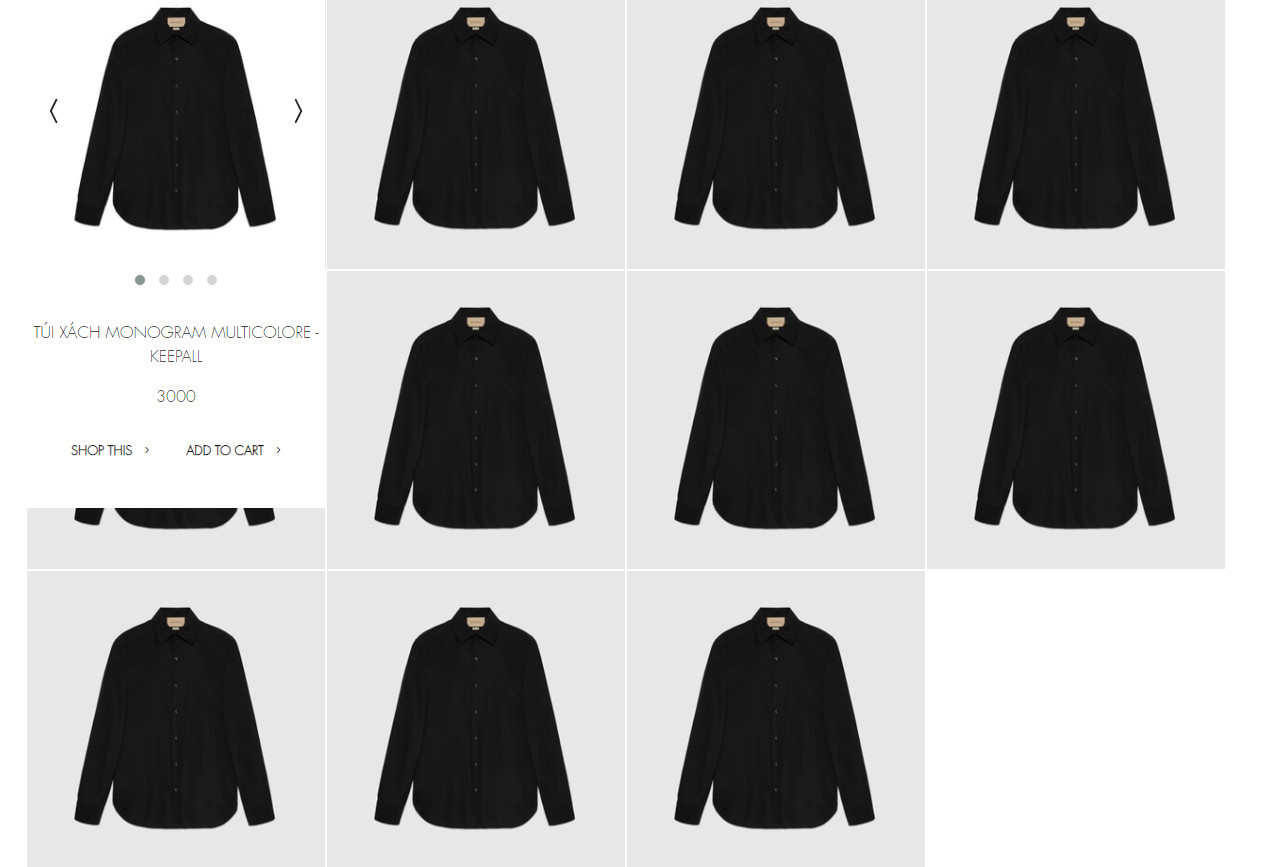 TÚI XÁCH MONOGRAM MULTICOLORE -
KEEPALL
3000
SHOP THIS
ADD TO CART